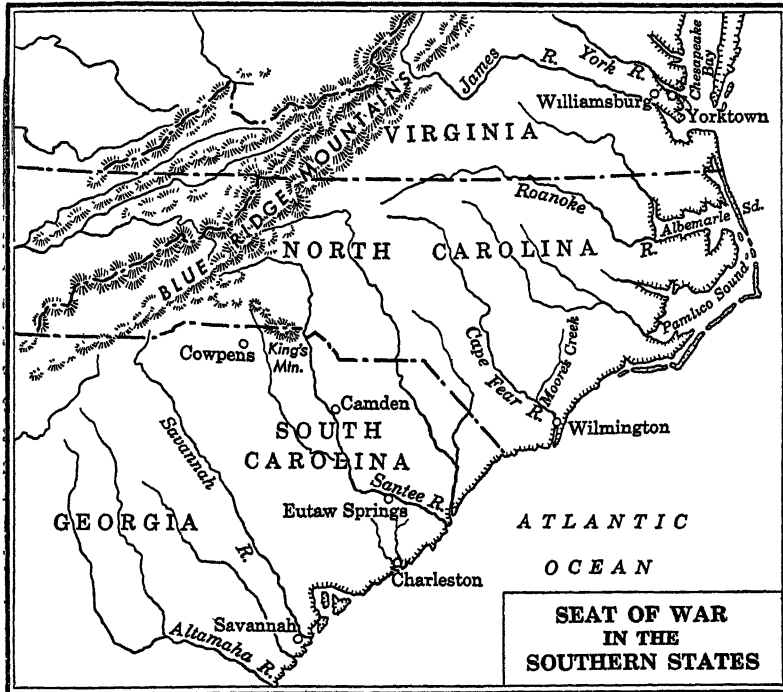 James R.
York R.
Chesapeake
Bay
Williamsburg
Yorktown
VIRGINIA
BLUE RIDGE MOUNTAINS
Roanoke R.
Albemarle Sd.
NORTH CAROLINA
Pamlico Sound
Cowpens
King's
Mtn.
Cape Fear R.
Moores Creek
Camden
Wilmington
SOUTH
CAROLINA
Savannah R.
Santee R.
Eutaw Springs
GEORGIA
ATLANTIC
OCEAN
Charleston
Savannah
Altamaha R.
SEAT OF WAR
IN THE
SOUTHERN STATES